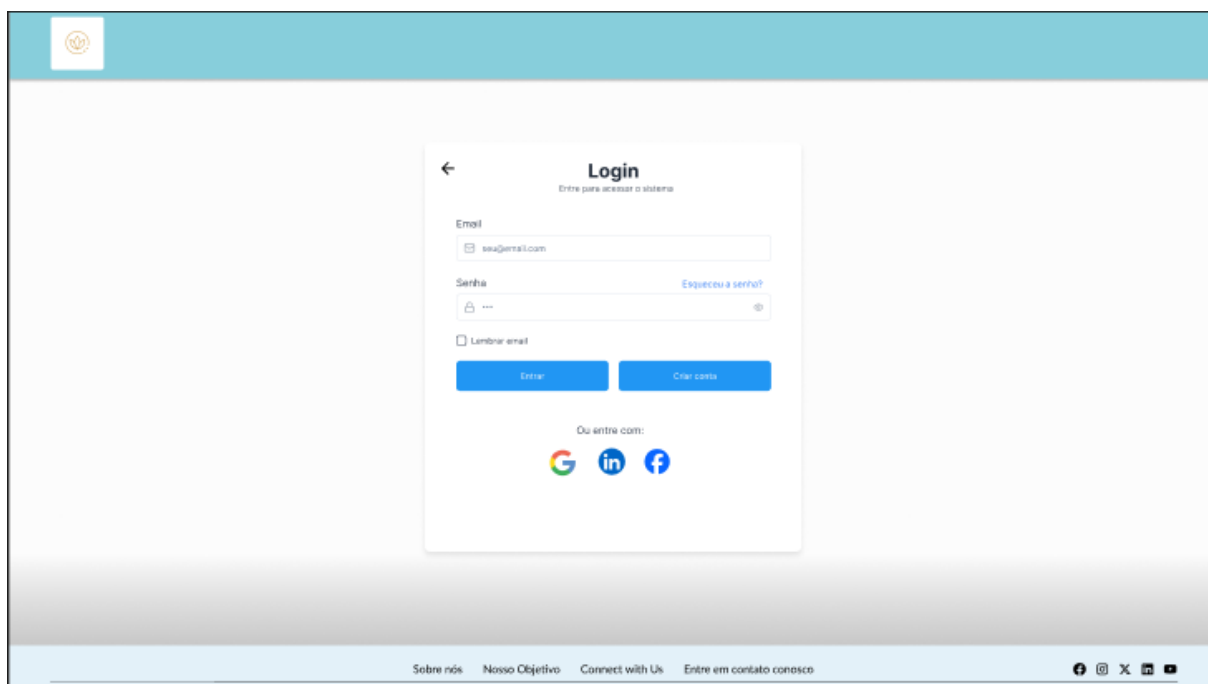 Login
Entre para acessar o sistema
Email
seu@email.com
Senha Esqueceu a senha?
Lembrar email
Entrar Criar conta
Ou entre com:
Sobre nós Nosso Objetivo Connect with Us Entre em contato conosco